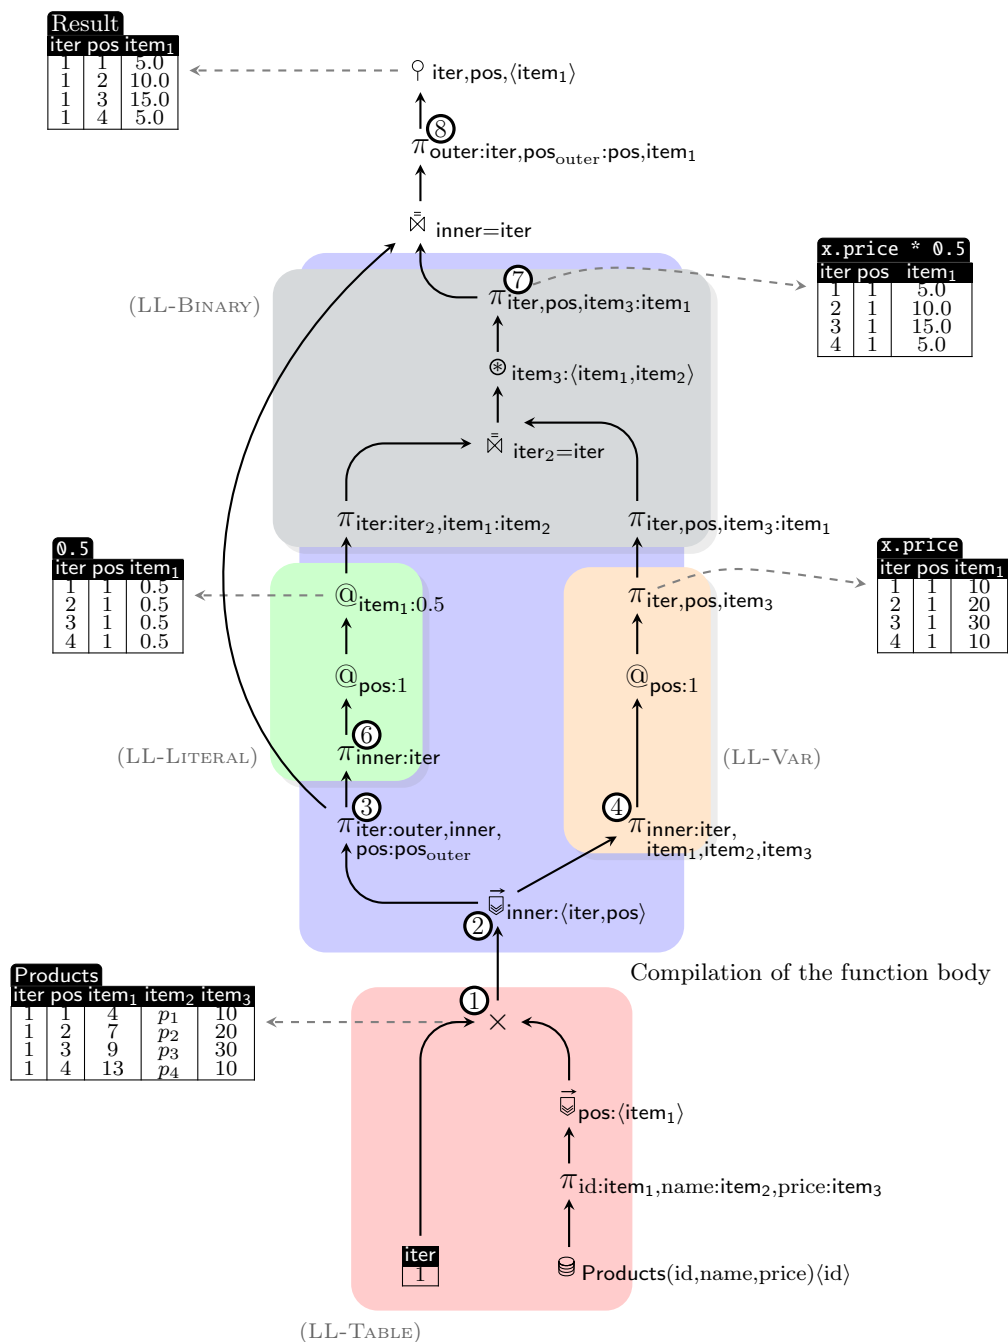 Result
iter pos item₁
1 1 5.0
1 2 10.0
1 3 15.0
1 4 5.0
iter,pos,⟨item₁⟩
⑧
π outer:iter,pos_outer:pos,item₁
inner=iter
x.price * 0.5
iter pos item₁
1 1 5.0
2 1 10.0
3 1 15.0
4 1 5.0
(LL-BINARY)
⑦
π iter,pos,item₃:item₁
⊛ item₃:⟨item₁,item₂⟩
iter₂=iter
π iter:iter₂,item₁:item₂
π iter,pos,item₃:item₁
0.5
iter pos item₁
1 1 0.5
2 1 0.5
3 1 0.5
4 1 0.5
@ item₁:0.5
π iter,pos,item₃
x.price
iter pos item₁
1 1 10
2 1 20
3 1 30
4 1 10
@ pos:1
@ pos:1
⑥
π inner:iter
(LL-LITERAL)
(LL-VAR)
③
π iter:outer,inner,
pos:pos_outer
④
π inner:iter,
item₁,item₂,item₃
inner:⟨iter,pos⟩
②
Compilation of the function body
Products
iter pos item₁ item₂ item₃
1 1 4 p₁ 10
1 2 7 p₂ 20
1 3 9 p₃ 30
1 4 13 p₄ 10
①
×
pos:⟨item₁⟩
π id:item₁,name:item₂,price:item₃
iter
1
Products(id,name,price)⟨id⟩
(LL-TABLE)